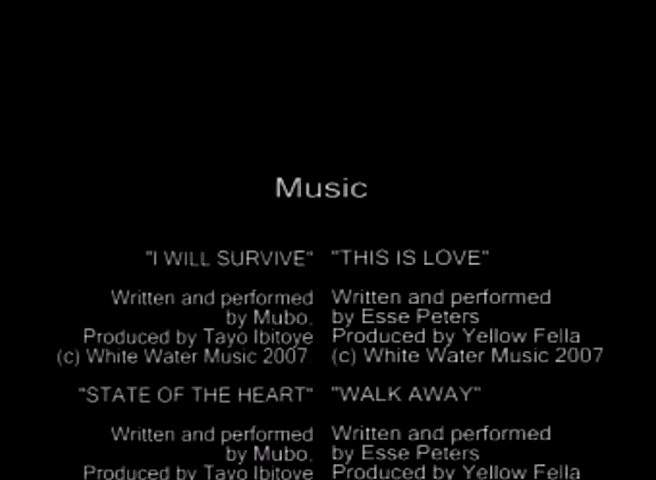 Music
"I WILL SURVIVE"
Written and performed
by Mubo.
Produced by Tayo Ibitoye
(c) White Water Music 2007.
"STATE OF THE HEART"
Written and performed
by Mubo.
Produced by Tayo Ibitoye
"THIS IS LOVE"
Written and performed
by Esse Peters
Produced by Yellow Fella
(c) White Water Music 2007
"WALK AWAY"
Written and performed
by Esse Peters
Produced by Yellow Fella